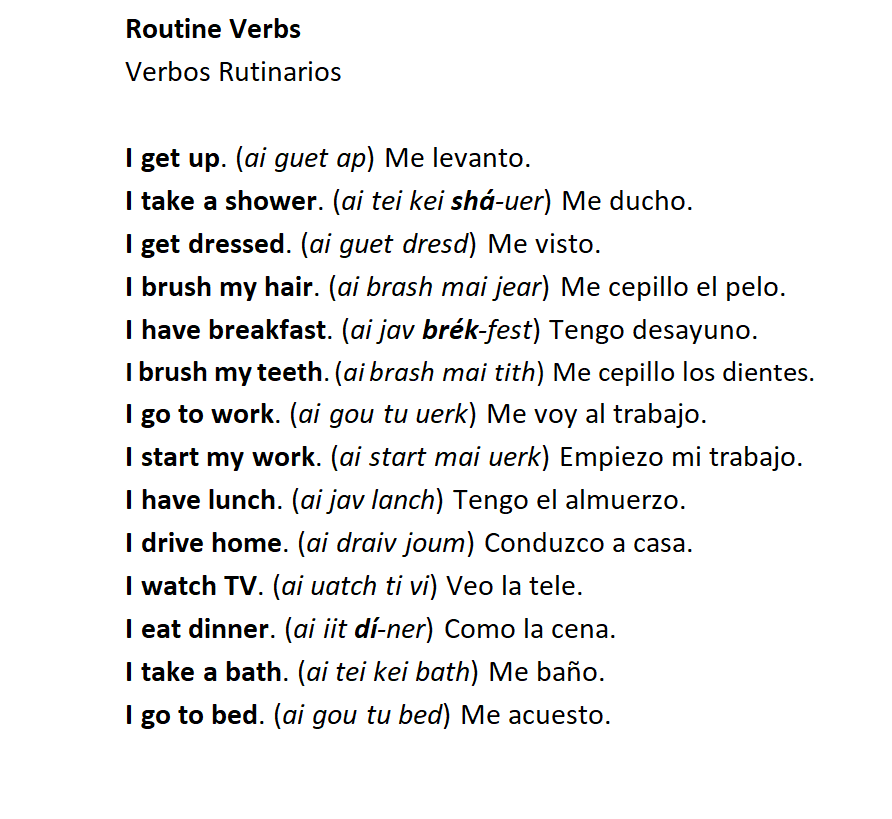 Routine Verbs
Verbos Rutinarios
I get up. (ai guet ap) Me levanto.
I take a shower. (ai tei kei shá-uer) Me ducho.
I get dressed. (ai guet dresd) Me visto.
I brush my hair. (ai brash mai jear) Me cepillo el pelo.
I have breakfast. (ai jav brék-fest) Tengo desayuno.
I brush my teeth. (ai brash mai tith) Me cepillo los dientes.
I go to work. (ai gou tu uerk) Me voy al trabajo.
I start my work. (ai start mai uerk) Empiezo mi trabajo.
I have lunch. (ai jav lanch) Tengo el almuerzo.
I drive home. (ai draiv joum) Conduzco a casa.
I watch TV. (ai uatch ti vi) Veo la tele.
I eat dinner. (ai iit dí-ner) Como la cena.
I take a bath. (ai tei kei bath) Me baño.
I go to bed. (ai gou tu bed) Me acuesto.